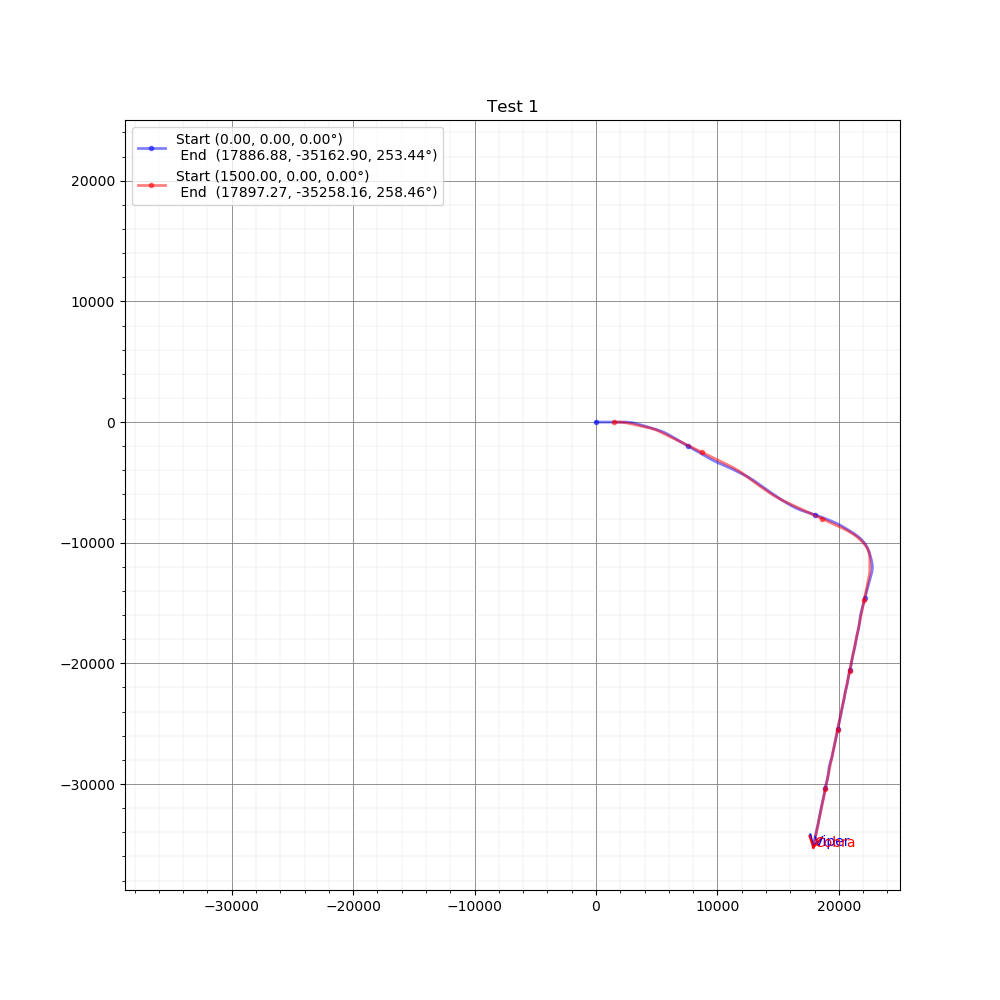 Test 1
Start (0.00, 0.00, 0.00°)
End (17886.88, -35162.90, 253.44°)
Start (1500.00, 0.00, 0.00°)
End (17897.27, -35258.16, 258.46°)
20000
10000
0
−10000
−20000
−30000
−30000
−20000
−10000
0
10000
20000